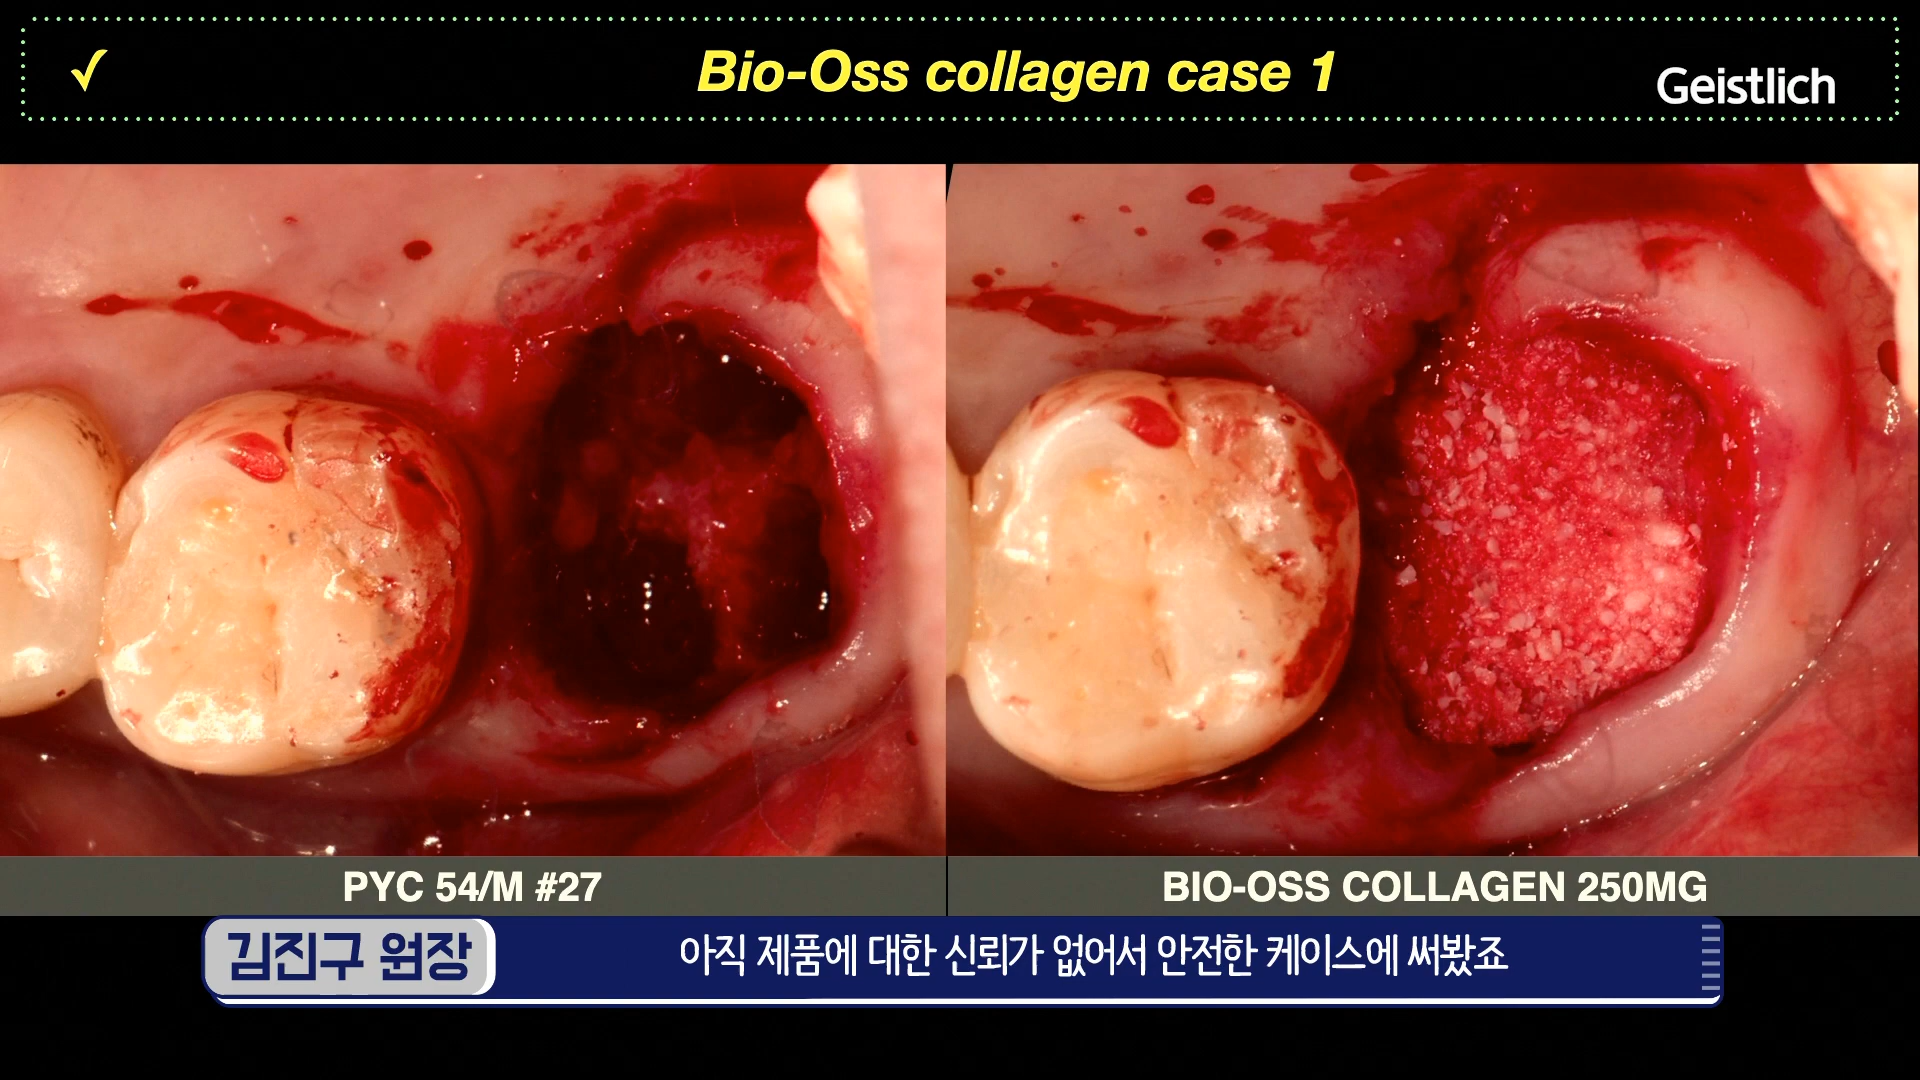 ✓ Bio-Oss collagen case 1
Geistlich
PYC 54/M #27
BIO-OSS COLLAGEN 250MG
김진구 원장
아직 제품에 대한 신뢰가 없어서 안전한 케이스에 써봤죠